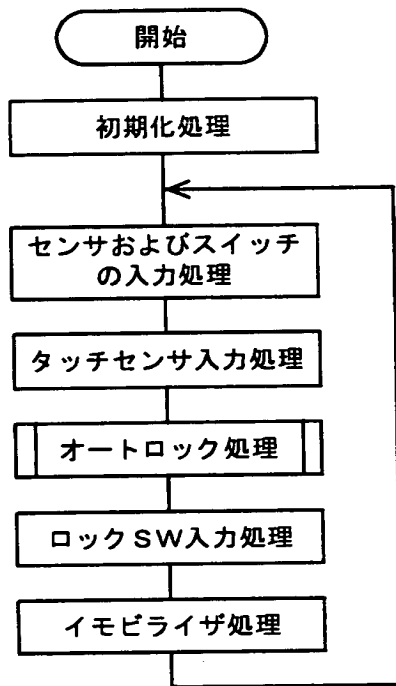 開始
初期化処理
センサおよびスイッチ
の入力処理
タッチセンサ入力処理
オートロック処理
ロックSW入力処理
イモビライザ処理